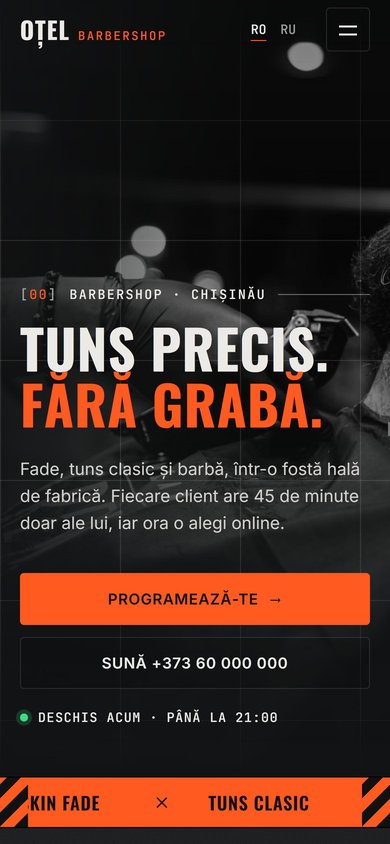 OȚEL BARBERSHOP RO RU
[00] BARBERSHOP · CHIȘINĂU
TUNS PRECIS.
FĂRĂ GRABĂ.
Fade, tuns clasic și barbă, într-o fostă hală
de fabrică. Fiecare client are 45 de minute
doar ale lui, iar ora o alegi online.
PROGRAMEAZĂ-TE →
SUNĂ +373 60 000 000
DESCHIS ACUM · PÂNĂ LA 21:00
KIN FADE × TUNS CLASIC